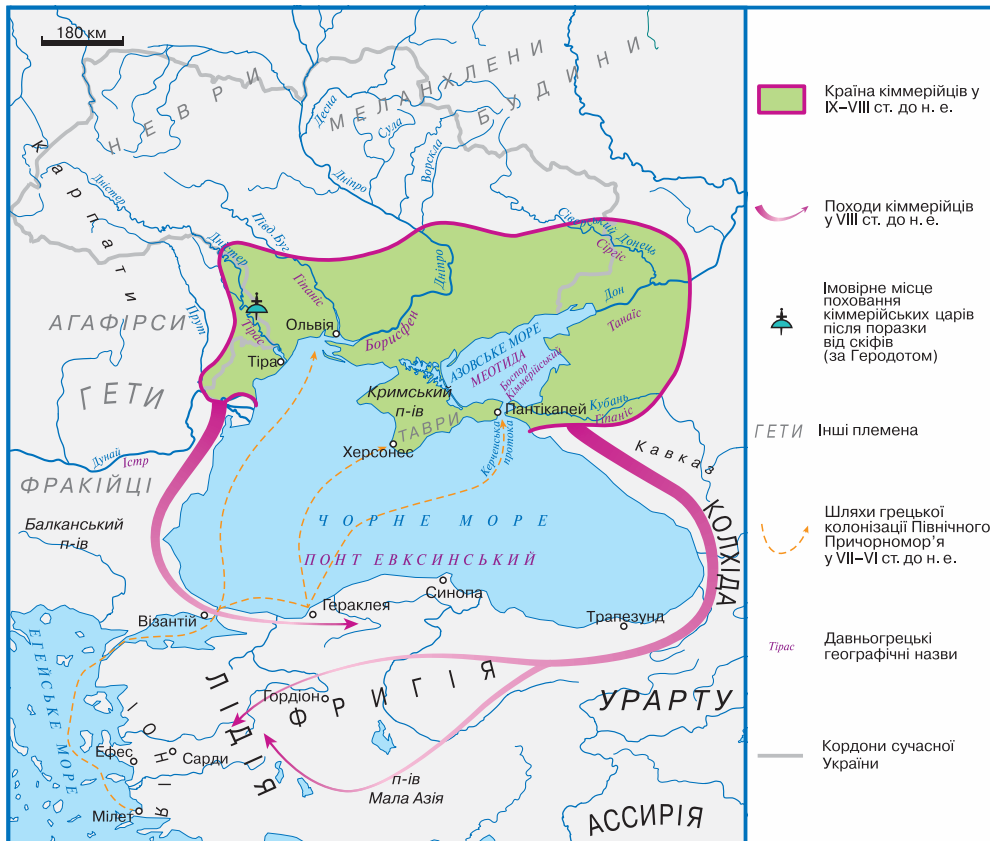 180 км
НЕВРИ
МЕЛАНХЛЕНИ
БУДИНИ
Десна
Сула
Ворскла
Дніпро
Карпати
Дністер
Дністер
Півд.Буг
Гіпаніс
Дніпро
Сіверський Донець
Сіргіс
Дон
Танаїс
Прут
Тірас
АГАФІРСИ
Ольвія
Борисфен
Тіра
АЗОВСЬКЕ МОРЕ
МЕОТИДА
Боспор
Кіммерійський
ГЕТИ
Кримський
п-ів
ТАВРИ
Пантікапей
Кубань
Гіпаніс
Херсонес
Керченська
протока
Кавказ
Дунай
Істр
ФРАКІЙЦІ
Балканський
п-ів
ЧОРНЕ МОРЕ
ПОНТ ЕВКСИНСЬКИЙ
КОЛХІДА
Синопа
Візантій
Гераклея
Трапезунд
ЕГЕЙСЬКЕ МОРЕ
ЛІДІЯ
ФРИГІЯ
Гордіон
УРАРТУ
ІОНІЯ
Ефес
Сарди
п-ів
Мала Азія
Мілет
АССИРІЯ
Країна кіммерійців у
IX–VIII ст. до н. е.
Походи кіммерійців
у VIII ст. до н. е.
Імовірне місце
поховання
кіммерійських царів
після поразки
від скіфів
(за Геродотом)
ГЕТИ Інші племена
Шляхи грецької
колонізації Північного
Причорномор’я
у VII–VI ст. до н. е.
Тірас
Давньогрецькі
географічні назви
Кордони сучасної
України